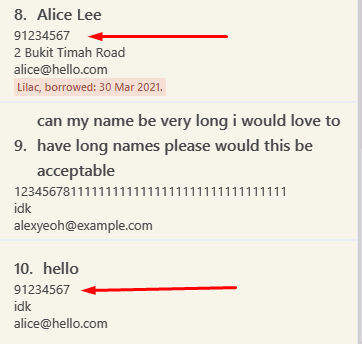 8. Alice Lee
91234567
2 Bukit Timah Road
alice@hello.com
Lilac, borrowed: 30 Mar 2021.
can my name be very long i would love to
9. have long names please would this be
acceptable
123456781111111111111111111111111111111
idk
alexyeoh@example.com
10. hello
91234567
idk
alice@hello.com